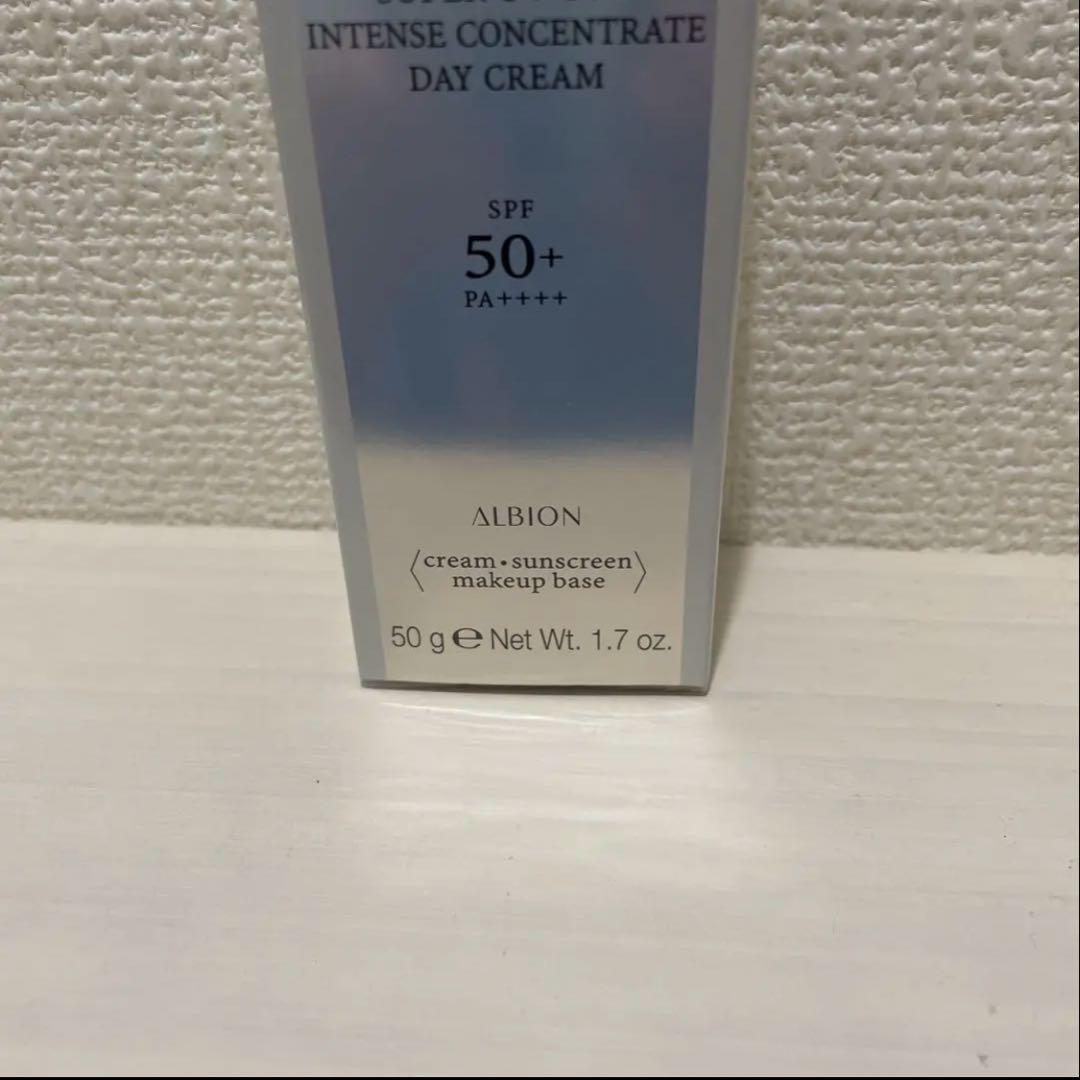 INTENSE CONCENTRATE
DAY CREAM
SPF
50+
PA++++
ALBION
〈cream・sunscreen
makeup base〉
50 g ℮ Net Wt. 1.7 oz.